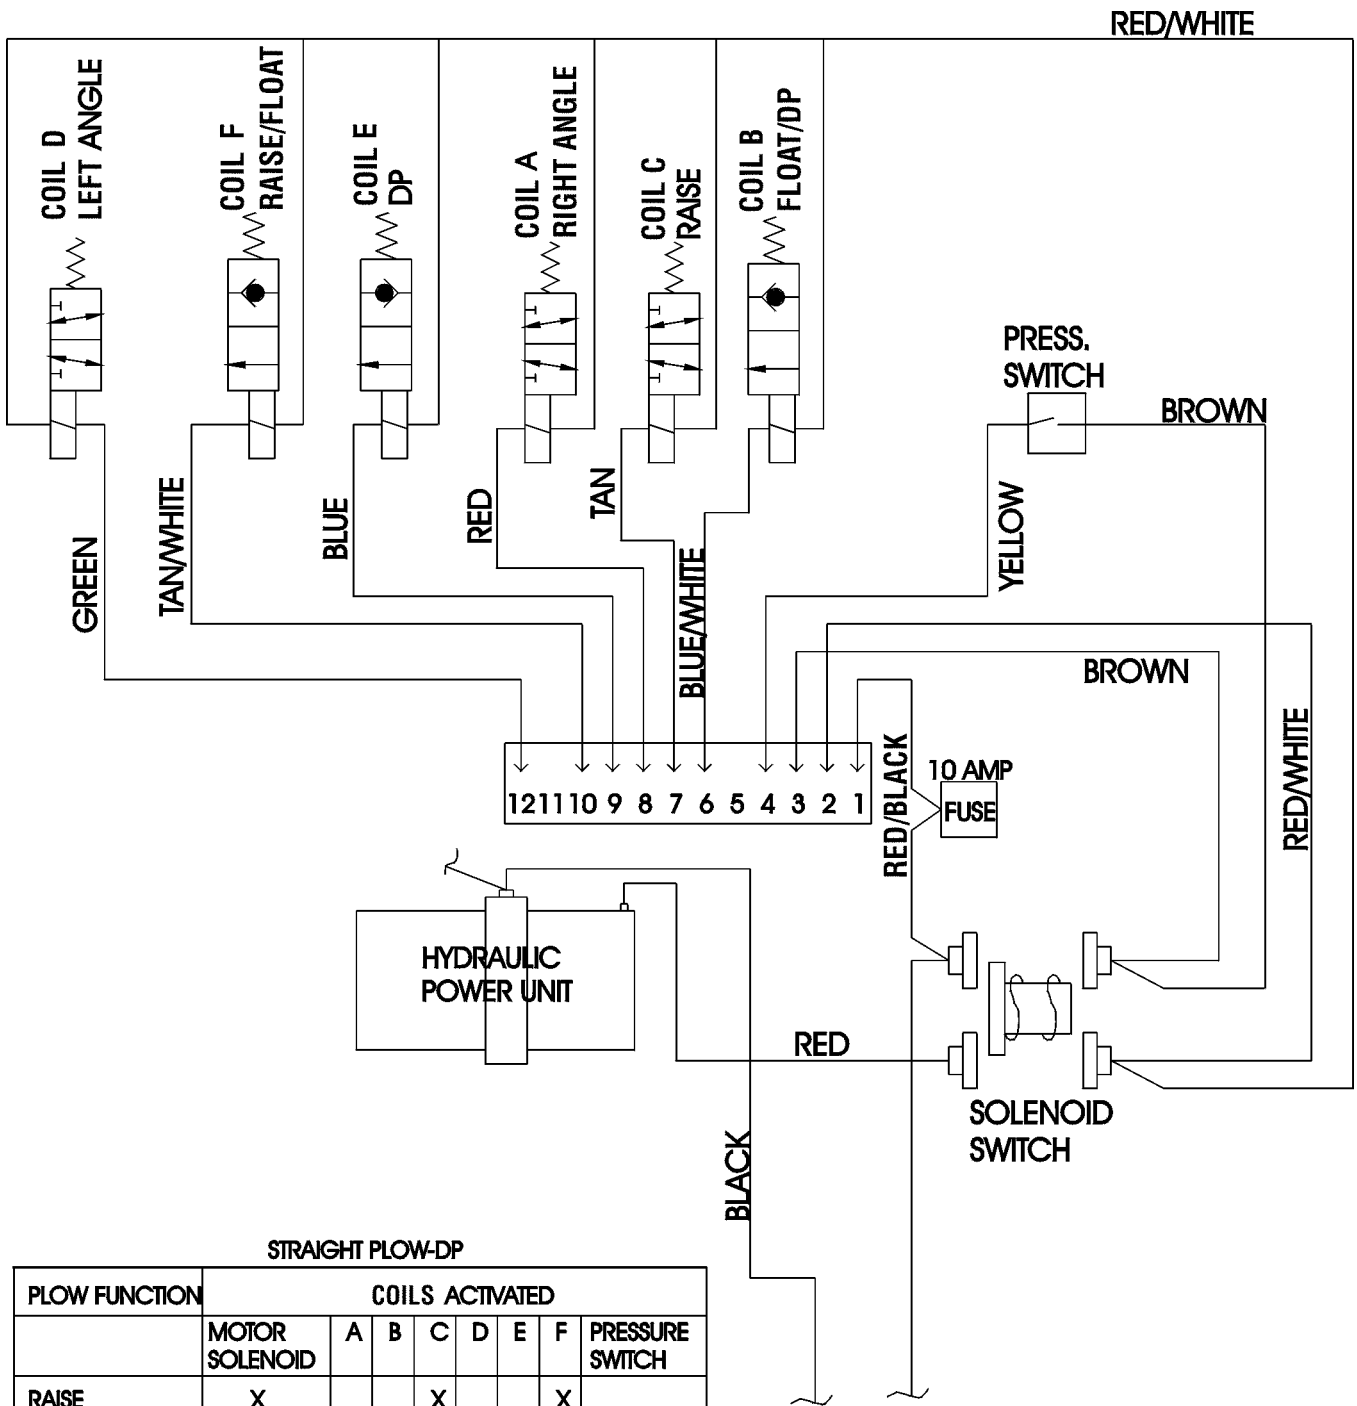 RED/WHITE
COIL D
LEFT ANGLE
COIL F
RAISE/FLOAT
COIL E
DP
COIL A
RIGHT ANGLE
COIL C
RAISE
COIL B
FLOAT/DP
PRESS.
SWITCH
BROWN
GREEN
TAN/WHITE
BLUE
RED
TAN
BLUE/WHITE
YELLOW
BROWN
RED/WHITE
RED/BLACK
10 AMP
FUSE
12 11 10 9 8 7 6 5 4 3 2 1
HYDRAULIC
POWER UNIT
RED
SOLENOID
SWITCH
BLACK
STRAIGHT PLOW-DP
PLOW FUNCTION COILS ACTIVATED
MOTOR A B C D E F PRESSURE
SOLENOID SWITCH
RAISE X X X